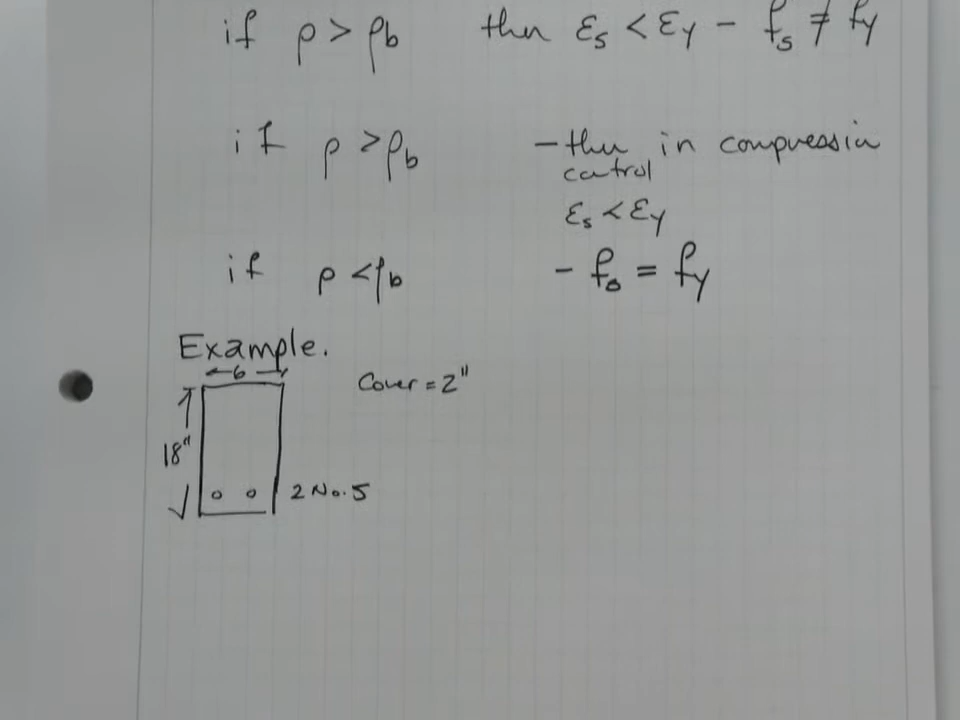 if ρ > ρb then εs < εy - fs ≠ fy
if ρ > ρb - then in compression
control
εs < εy
if ρ < ρb - fs = fy
Example.
6
Cover = 2"
18"
2 No. 5